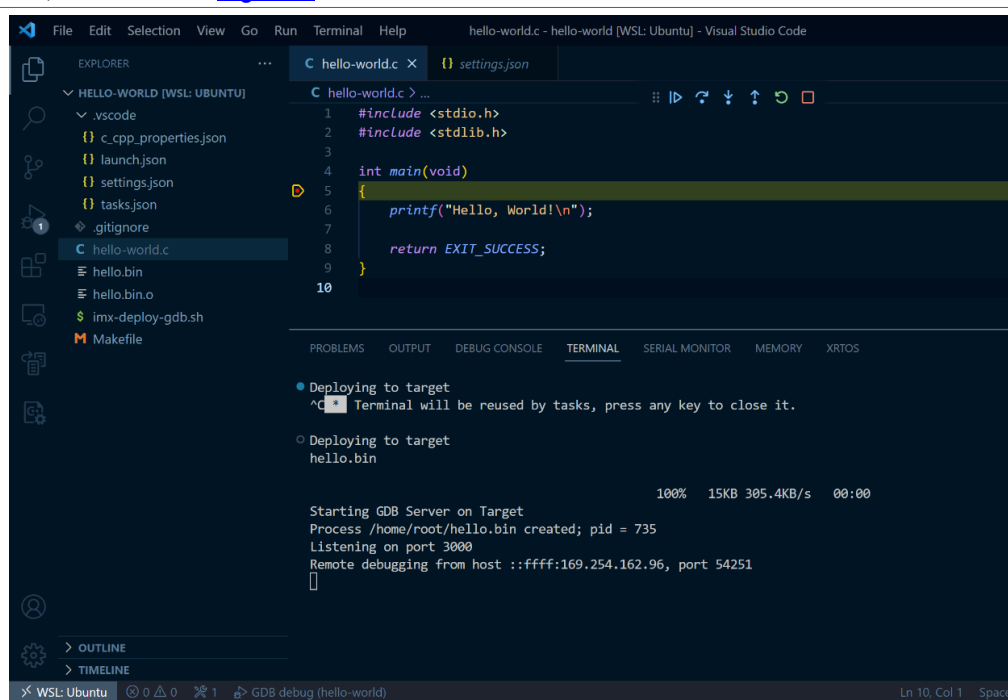 File Edit Selection View Go Run Terminal Help hello-world.c - hello-world [WSL: Ubuntu] - Visual Studio Code
EXPLORER ...
C hello-world.c × {} settings.json
HELLO-WORLD [WSL: UBUNTU]
.vscode
{} c_cpp_properties.json
{} launch.json
{} settings.json
{} tasks.json
.gitignore
C hello-world.c
hello.bin
hello.bin.o
$ imx-deploy-gdb.sh
M Makefile
OUTLINE
TIMELINE
1
C hello-world.c > ...
1 #include <stdio.h>
2 #include <stdlib.h>
3
4 int main(void)
5 {
6 printf("Hello, World!\n");
7
8 return EXIT_SUCCESS;
9 }
10
PROBLEMS OUTPUT DEBUG CONSOLE TERMINAL SERIAL MONITOR MEMORY XRTOS
Deploying to target
^C * Terminal will be reused by tasks, press any key to close it.
Deploying to target
hello.bin
100% 15KB 305.4KB/s 00:00
Starting GDB Server on Target
Process /home/root/hello.bin created; pid = 735
Listening on port 3000
Remote debugging from host ::ffff:169.254.162.96, port 54251
WSL: Ubuntu 0 0 1 GDB debug (hello-world) Ln 10, Col 1